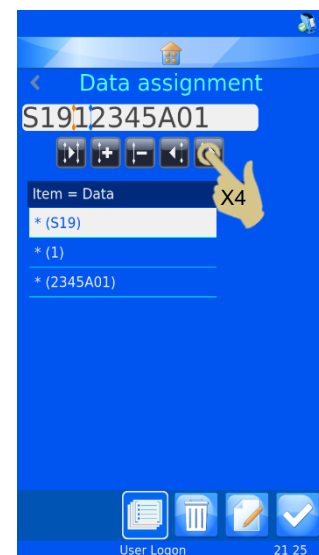 Data assignment
S1912345A01
X4
Item = Data
* (S19)
* (1)
* (2345A01)
User Logon 21 25